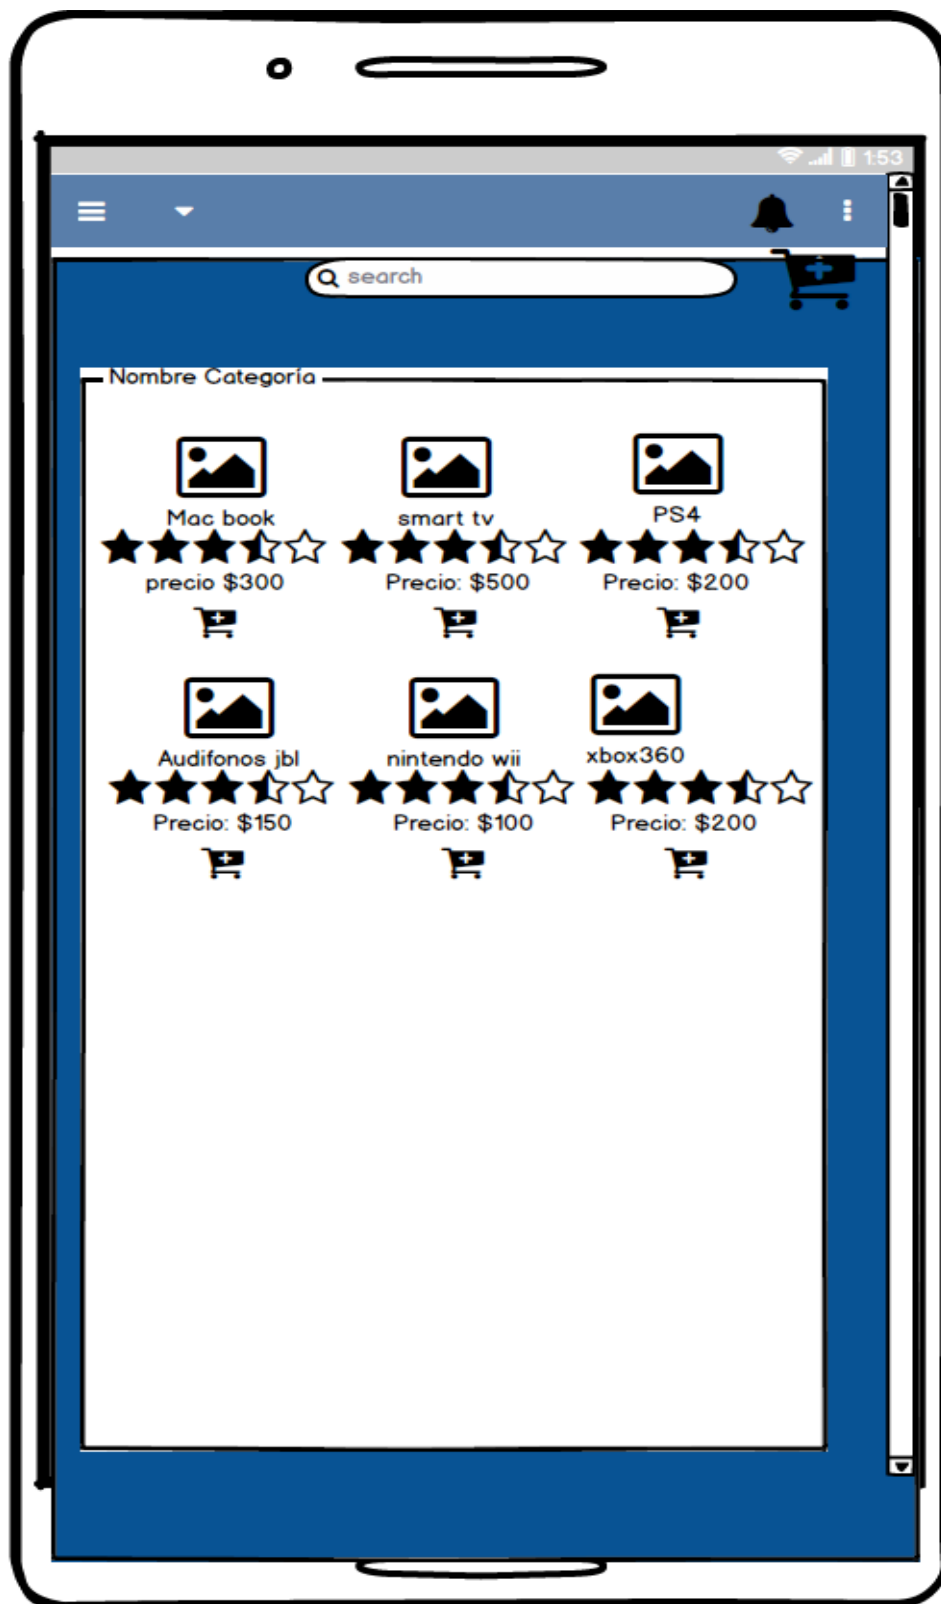 1:53
search
Nombre Categoría
Mac book smart tv PS4
precio $300 Precio: $500 Precio: $200
Audifonos jbl nintendo wii xbox360
Precio: $150 Precio: $100 Precio: $200